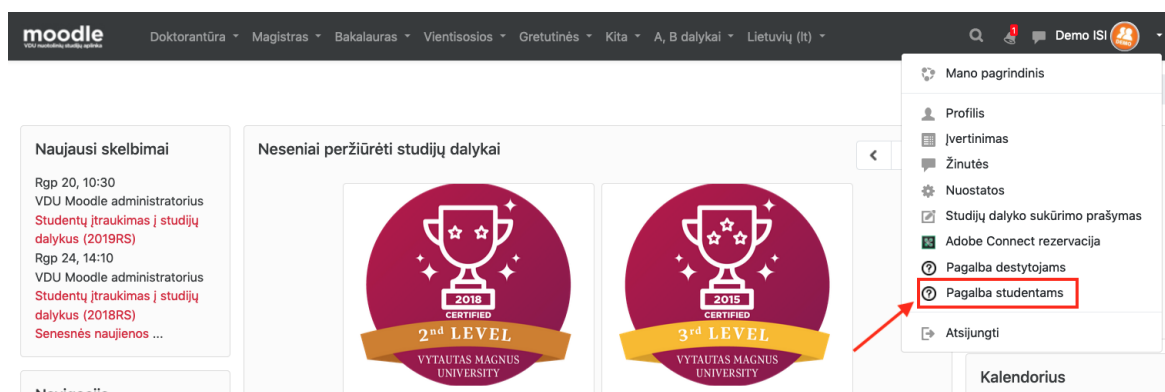 moodle
VDU nuotolinių studijų aplinka
Doktorantūra Magistras Bakalauras Vientisosios Gretutinės Kita A, B dalykai Lietuvių (lt)
1
Demo ISI
DEMO
Mano pagrindinis
Profilis
Įvertinimas
Žinutės
Nuostatos
Studijų dalyko sukūrimo prašymas
Adobe Connect rezervacija
Pagalba destytojams
Pagalba studentams
Atsijungti
Naujausi skelbimai
Rgp 20, 10:30
VDU Moodle administratorius
Studentų įtraukimas į studijų
dalykus (2019RS)
Rgp 24, 14:10
VDU Moodle administratorius
Studentų įtraukimas į studijų
dalykus (2018RS)
Senesnės naujienos ...
Neseniai peržiūrėti studijų dalykai
2018
CERTIFIED
2nd LEVEL
VYTAUTAS MAGNUS
UNIVERSITY
2015
CERTIFIED
3rd LEVEL
VYTAUTAS MAGNUS
UNIVERSITY
Kalendorius